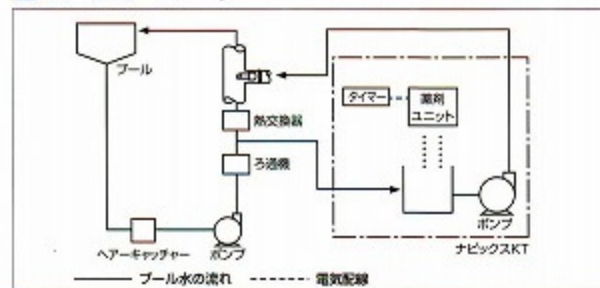 プール
タイマー
薬剤
ユニット
熱交換器
ろ過機
ポンプ
ヘアーキャッチャー
ポンプ
ナビックスKT
プール水の流れ
電気配線